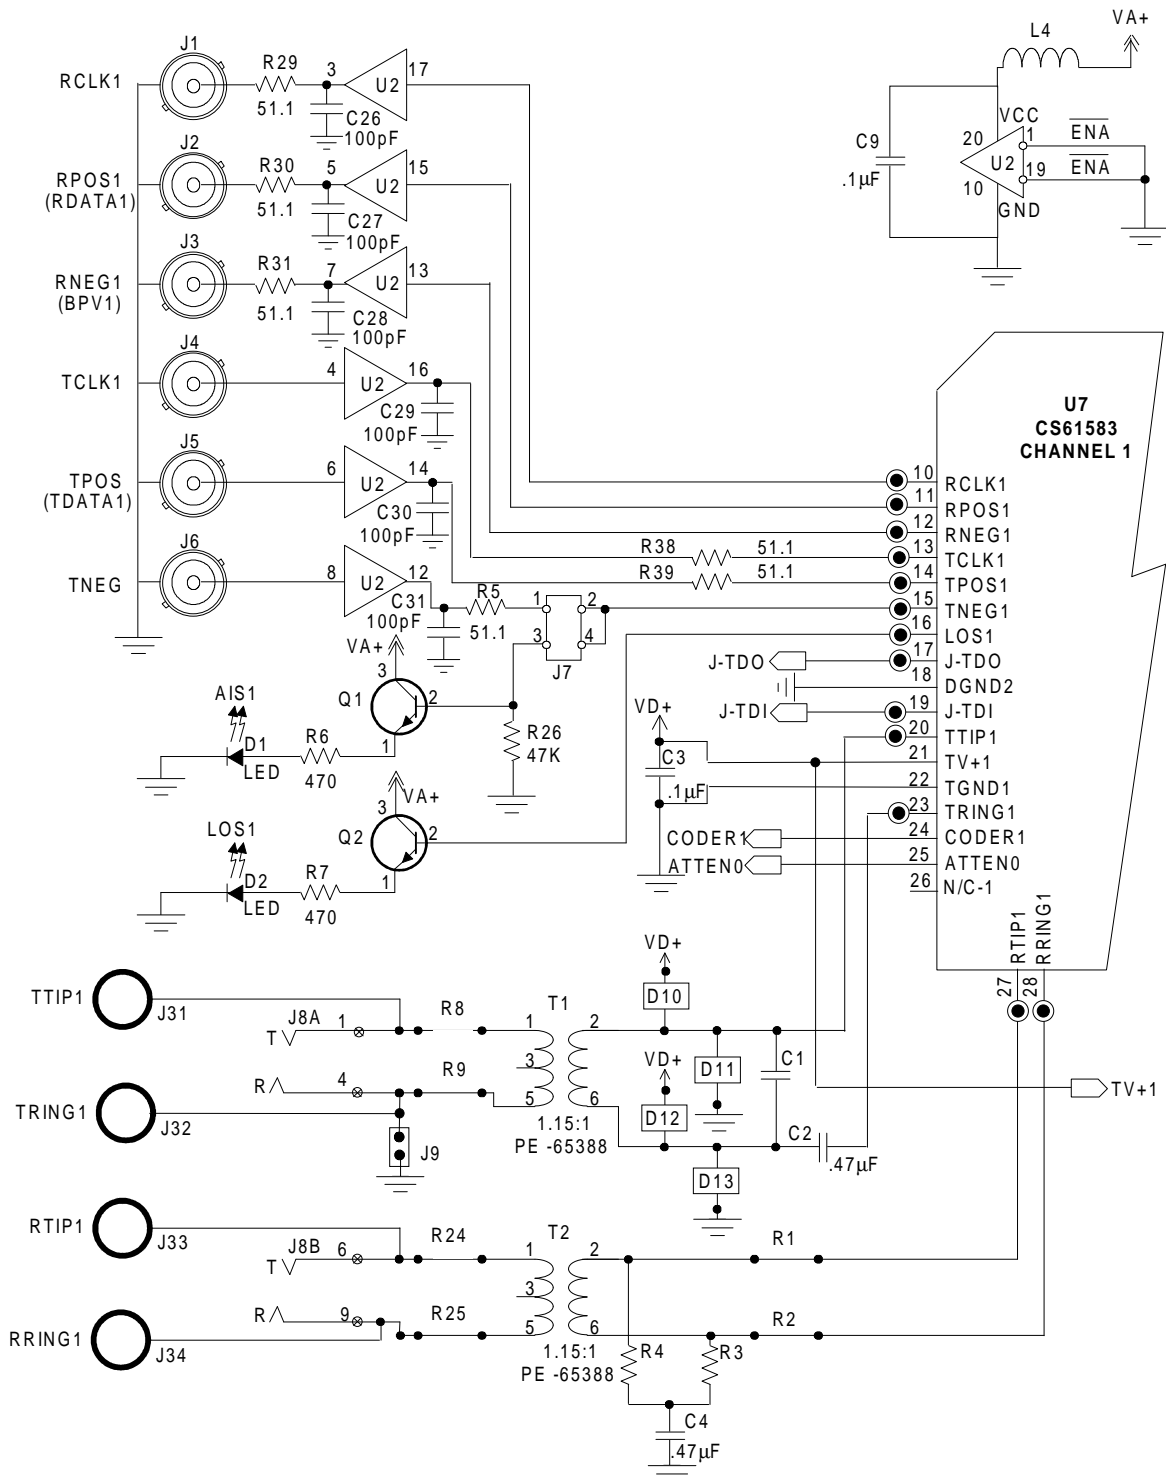 VA+
L4
VCC
20
1
ENA
U2
19
ENA
10
GND
C9
.1µF
J1
RCLK1
R29
51.1
3
U2
17
C26
100pF
J2
RPOS1
(RDATA1)
R30
51.1
5
U2
15
C27
100pF
J3
RNEG1
(BPV1)
R31
51.1
7
U2
13
C28
100pF
J4
TCLK1
4
U2
16
C29
100pF
J5
TPOS
(TDATA1)
6
U2
14
C30
100pF
J6
TNEG
8
U2
12
C31
100pF
R5
51.1
1
2
3
4
J7
R38
51.1
R39
51.1
U7
CS61583
CHANNEL 1
10
RCLK1
11
RPOS1
12
RNEG1
13
TCLK1
14
TPOS1
15
TNEG1
16
LOS1
17
J-TDO
18
DGND2
19
J-TDI
20
TTIP1
21
TV+1
22
TGND1
23
TRING1
24
CODER1
25
ATTEN0
26
N/C-1
RTIP1
RRING1
27
28
J-TDO
J-TDI
VD+
C3
.1µF
CODER1
ATTEN0
VA+
3
Q1
2
1
R26
47K
AIS1
D1
LED
R6
470
VA+
3
Q2
2
1
LOS1
D2
LED
R7
470
TTIP1
J31
J8A
T
1
R8
T1
1
2
3
5
6
1.15:1
PE -65388
R
4
R9
TRING1
J32
J9
VD+
D10
D11
VD+
D12
D13
C1
C2
.47µF
TV+1
RTIP1
J33
J8B
T
6
R24
T2
1
2
3
5
6
1.15:1
PE -65388
R
9
R25
RRING1
J34
R1
R2
R4
R3
C4
.47µF